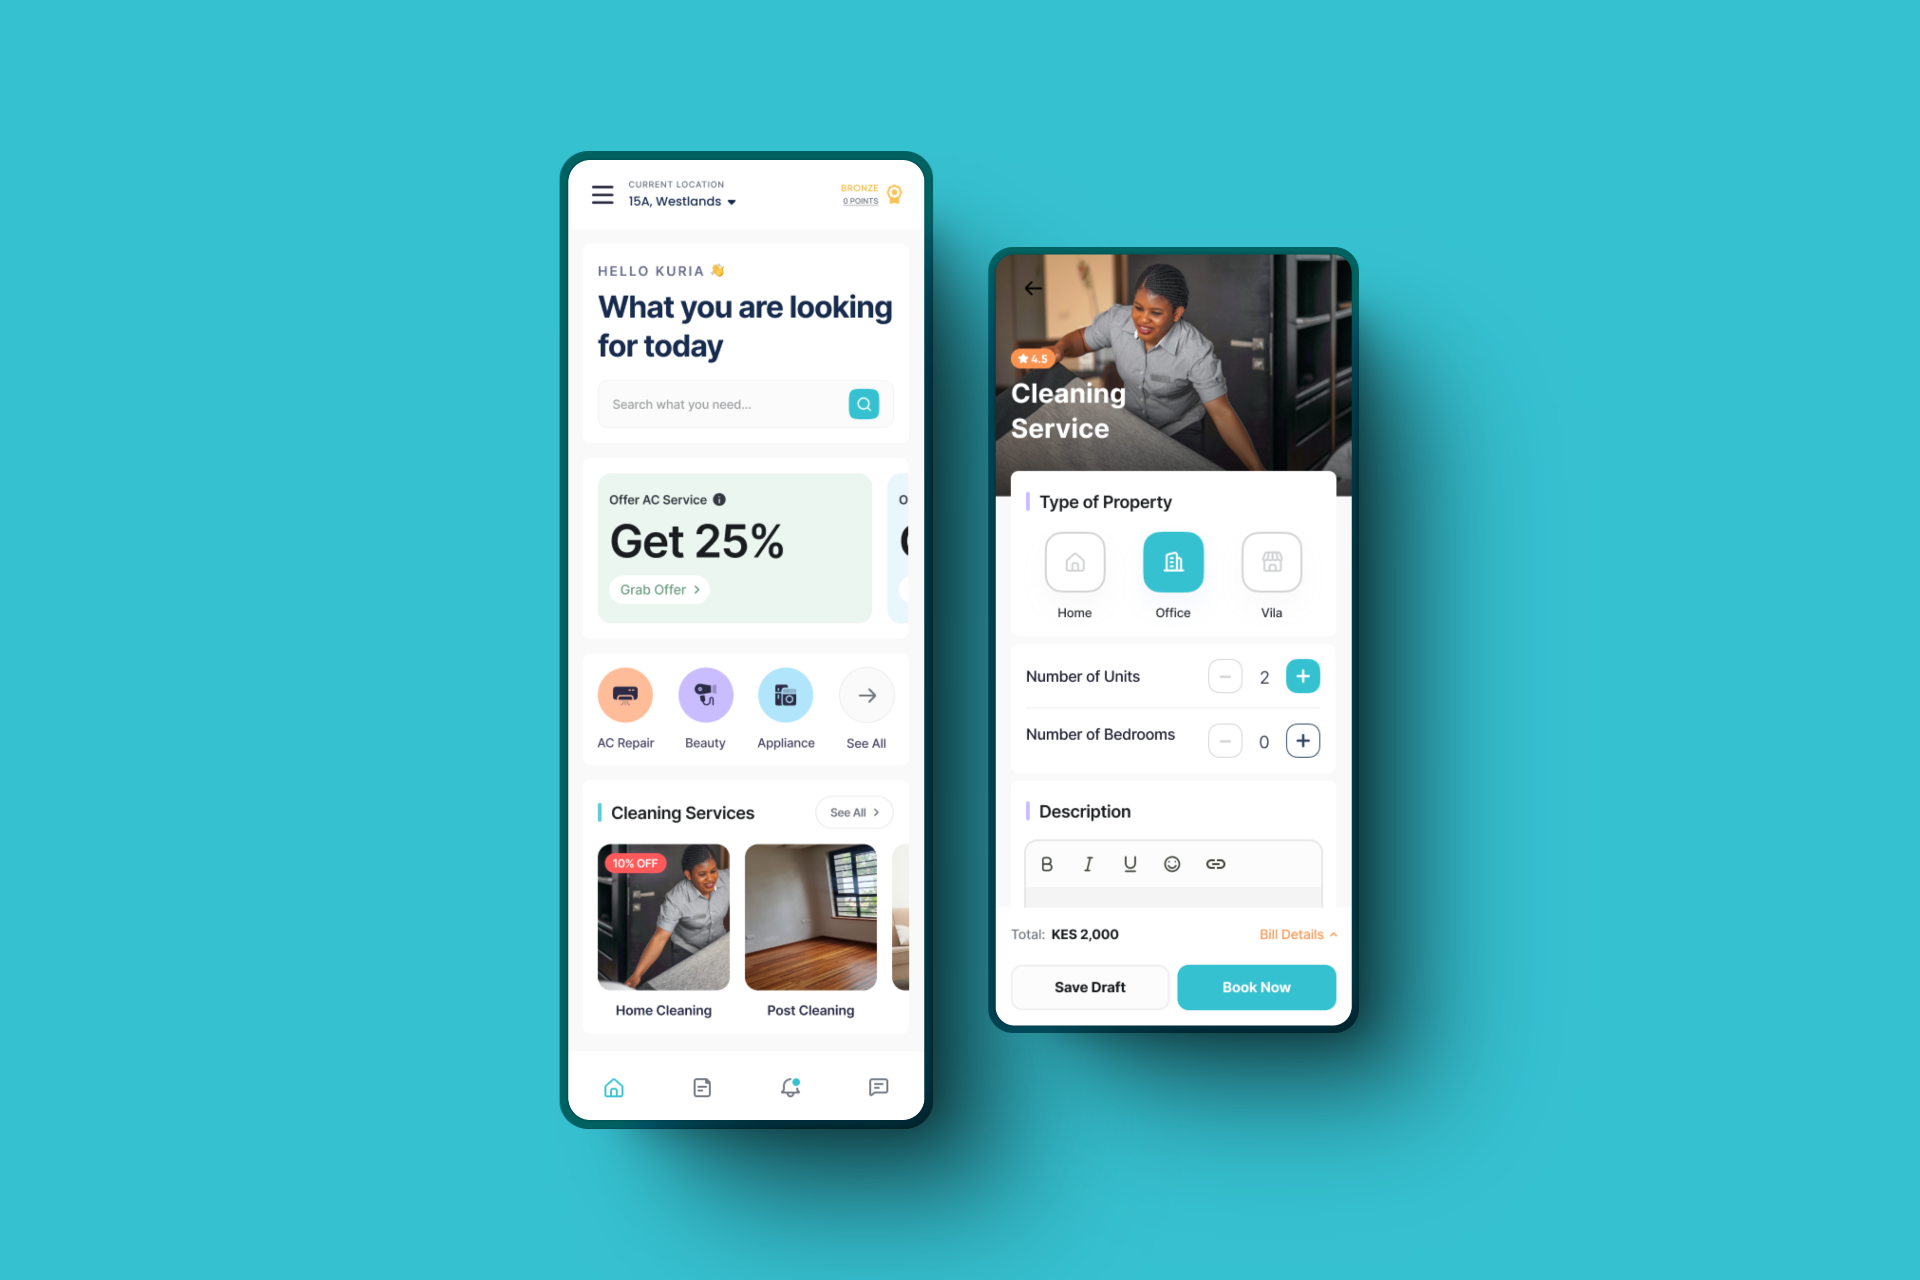 CURRENT LOCATION
15A, Westlands
BRONZE
0 POINTS
HELLO KURIA 👋
What you are looking
for today
Search what you need...
Offer AC Service
Get 25%
Grab Offer
AC Repair
Beauty
Appliance
See All
Cleaning Services
See All
10% OFF
Home Cleaning
Post Cleaning
4.5
Cleaning
Service
Type of Property
Home
Office
Vila
Number of Units
2
Number of Bedrooms
0
Description
B I U
Total: KES 2,000
Bill Details
Save Draft
Book Now